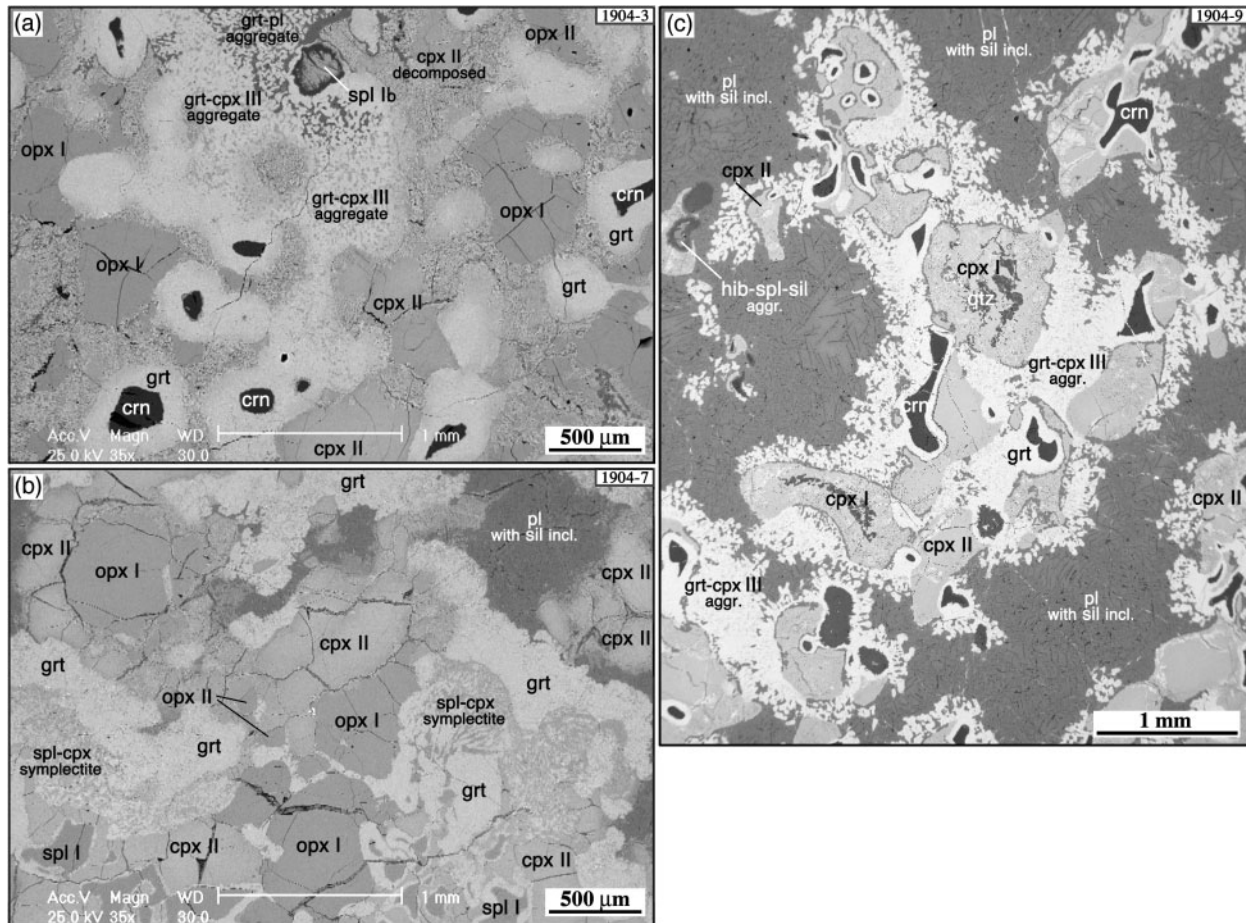 (a)
1904-3
grt-pl
aggregate
opx II
cpx II
decomposed
spl Ib
grt-cpx III
aggregate
opx I
grt-cpx III
aggregate
opx I
crn
grt
opx I
cpx II
grt
grt
crn
crn
cpx II
Acc.V Magn WD
25.0 kV 35x 30.0
1 mm
500 µm
(b)
1904-7
grt
pl
with sil incl.
cpx II
opx I
cpx II
cpx II
cpx II
grt
grt
opx II
spl-cpx
symplectite
opx I
grt
spl-cpx
symplectite
grt
opx I
spl I
cpx II
cpx II
spl I
Acc.V Magn WD
25.0 kV 35x 30.0
1 mm
500 µm
(c)
1904-9
pl
with sil incl.
pl
with sil incl.
crn
cpx II
cpx I
qtz
hib-spl-sil
aggr.
grt-cpx III
aggr.
crn
grt
cpx I
cpx II
cpx II
grt-cpx III
aggr.
pl
with sil incl.
1 mm